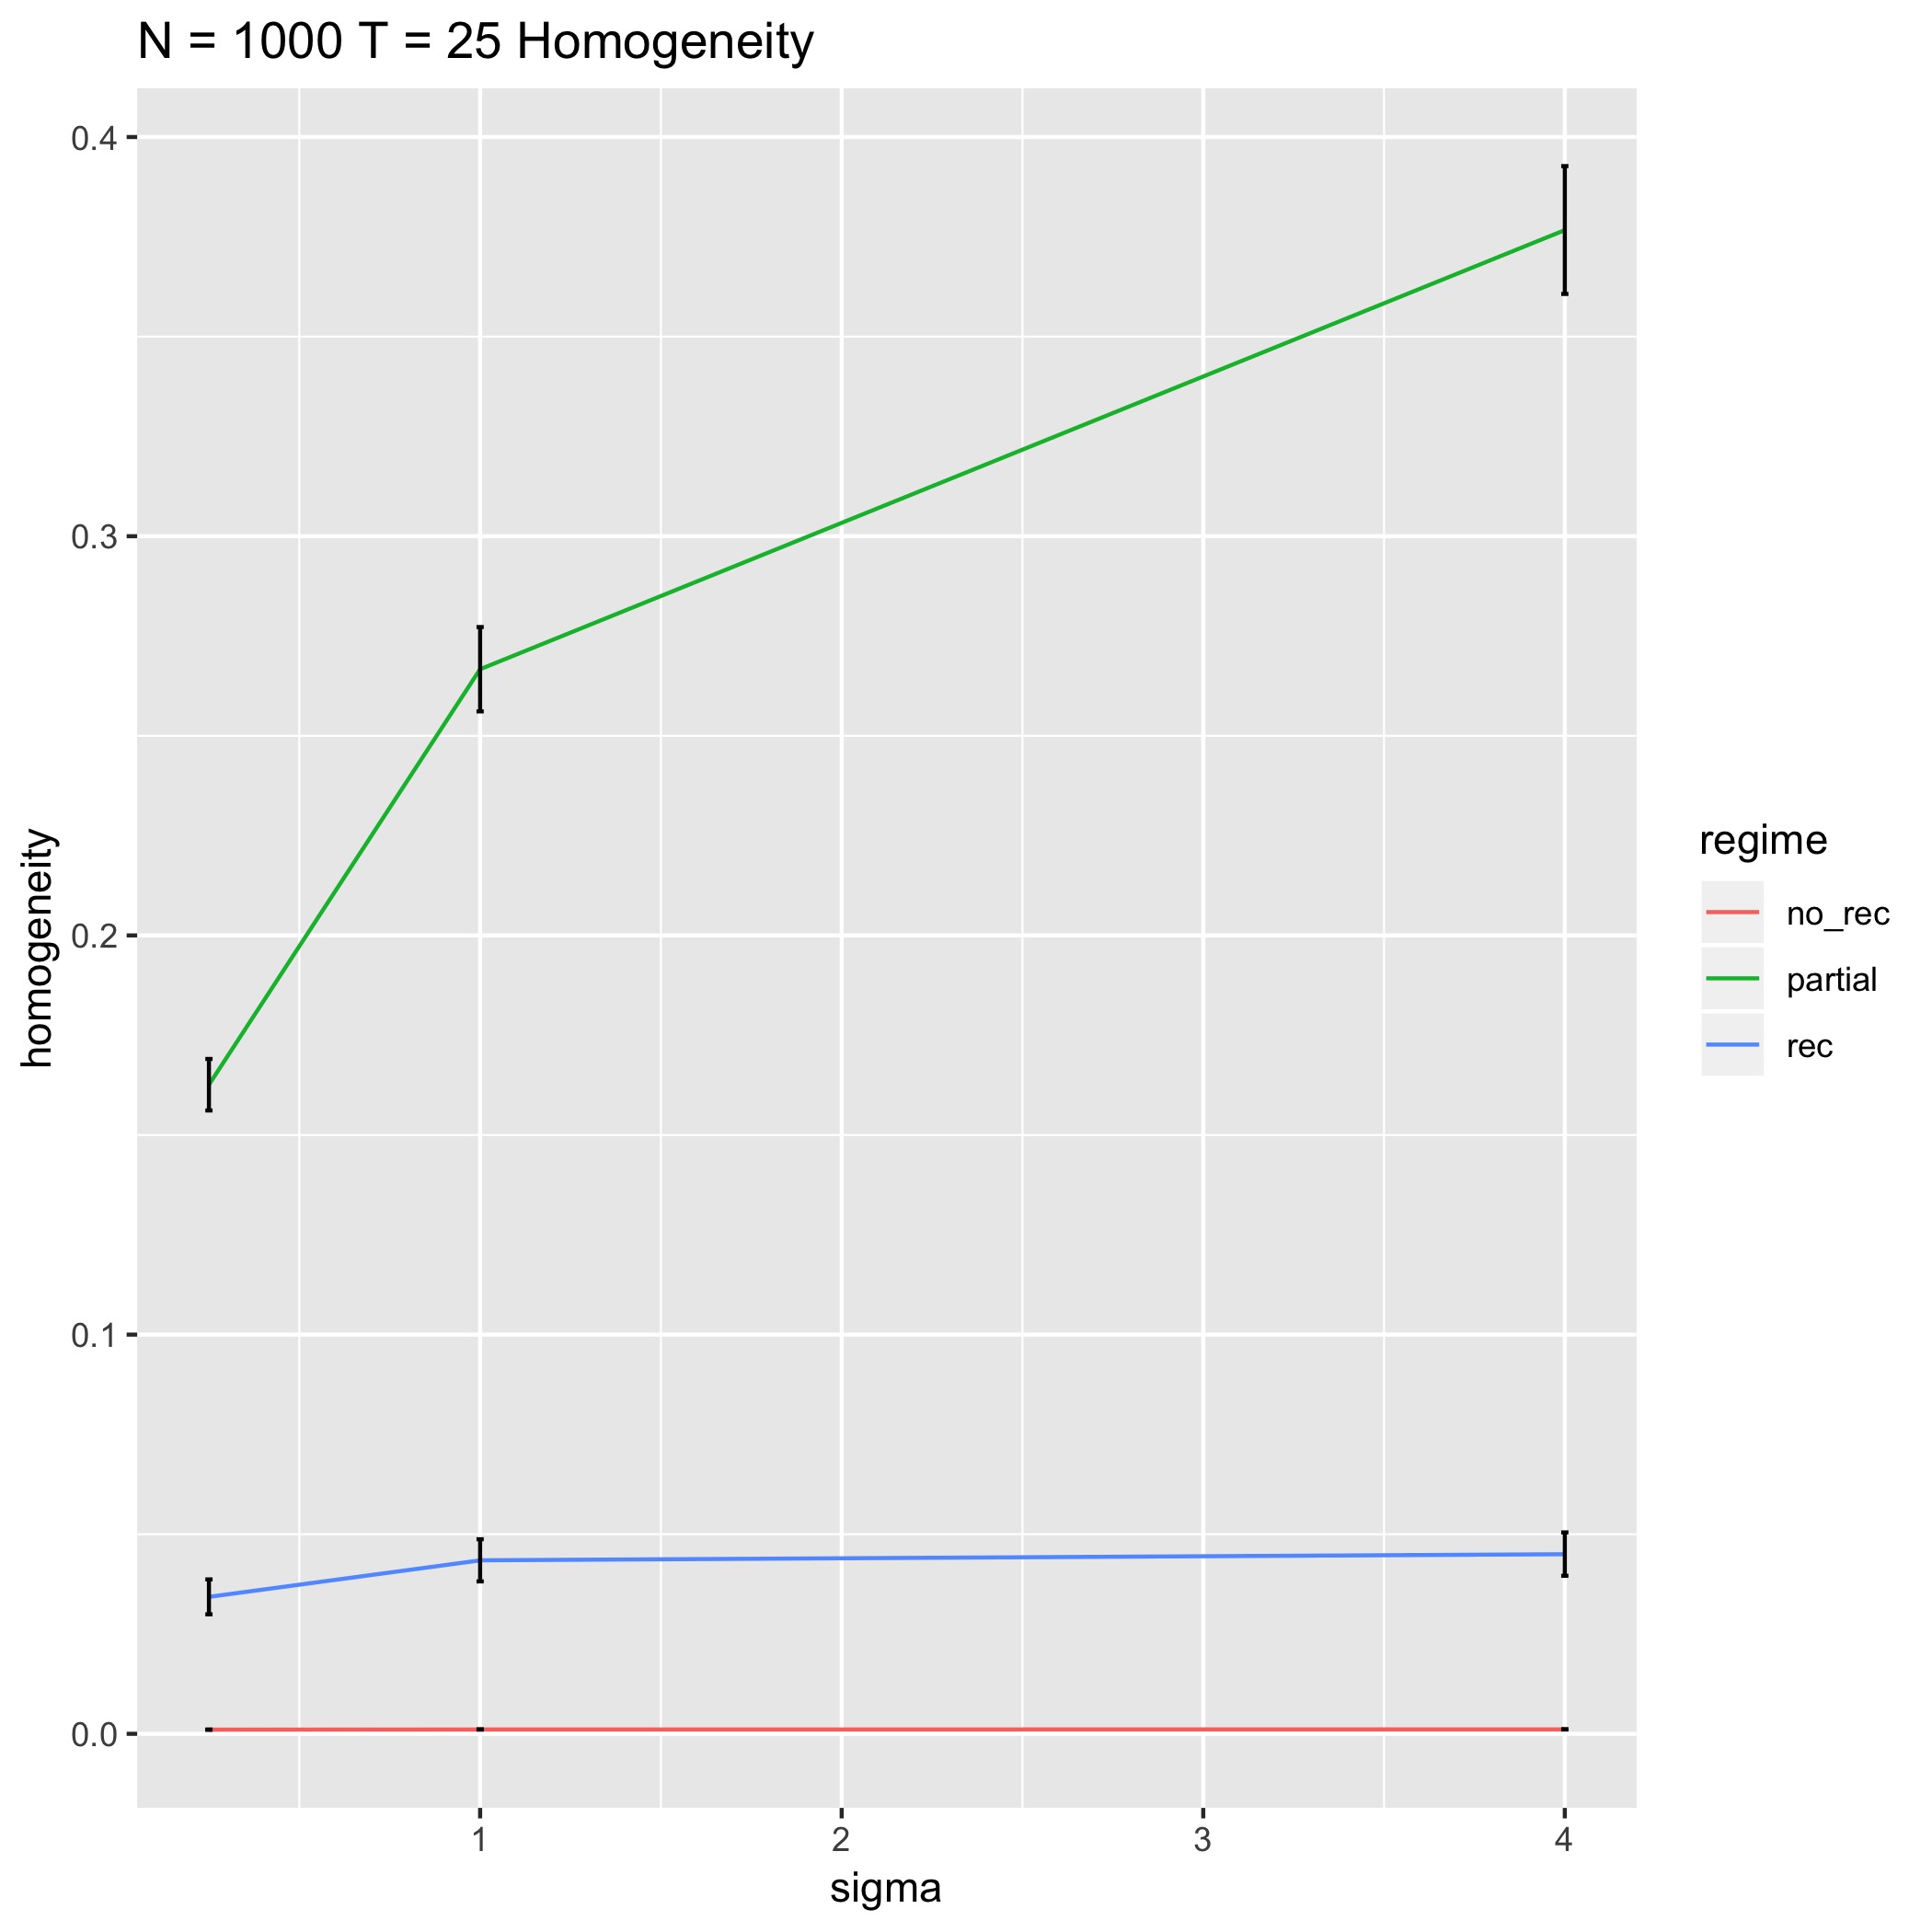 N = 1000 T = 25 Homogeneity
0.4
0.3
0.2
0.1
0.0
homogeneity
1 2 3 4
sigma
regime
no_rec
partial
rec